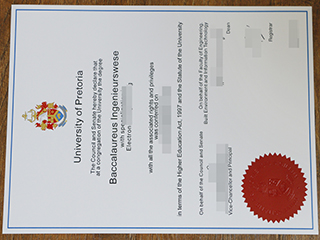 University of Pretoria
The Council and Senate hereby declare that
at a congregation of the University the degree
Baccalaureus Ingenieurswese
with spe
Electron
with all the associated rights and privileges
was conferred on
in terms of the Higher Education Act, 1997 and the Statute of the University
On behalf of the Council and Senate
Vice-Chancellor and Principal
On behalf of the Faculty of Engineering,
Built Environment and Information Technology
Dean
Registrar